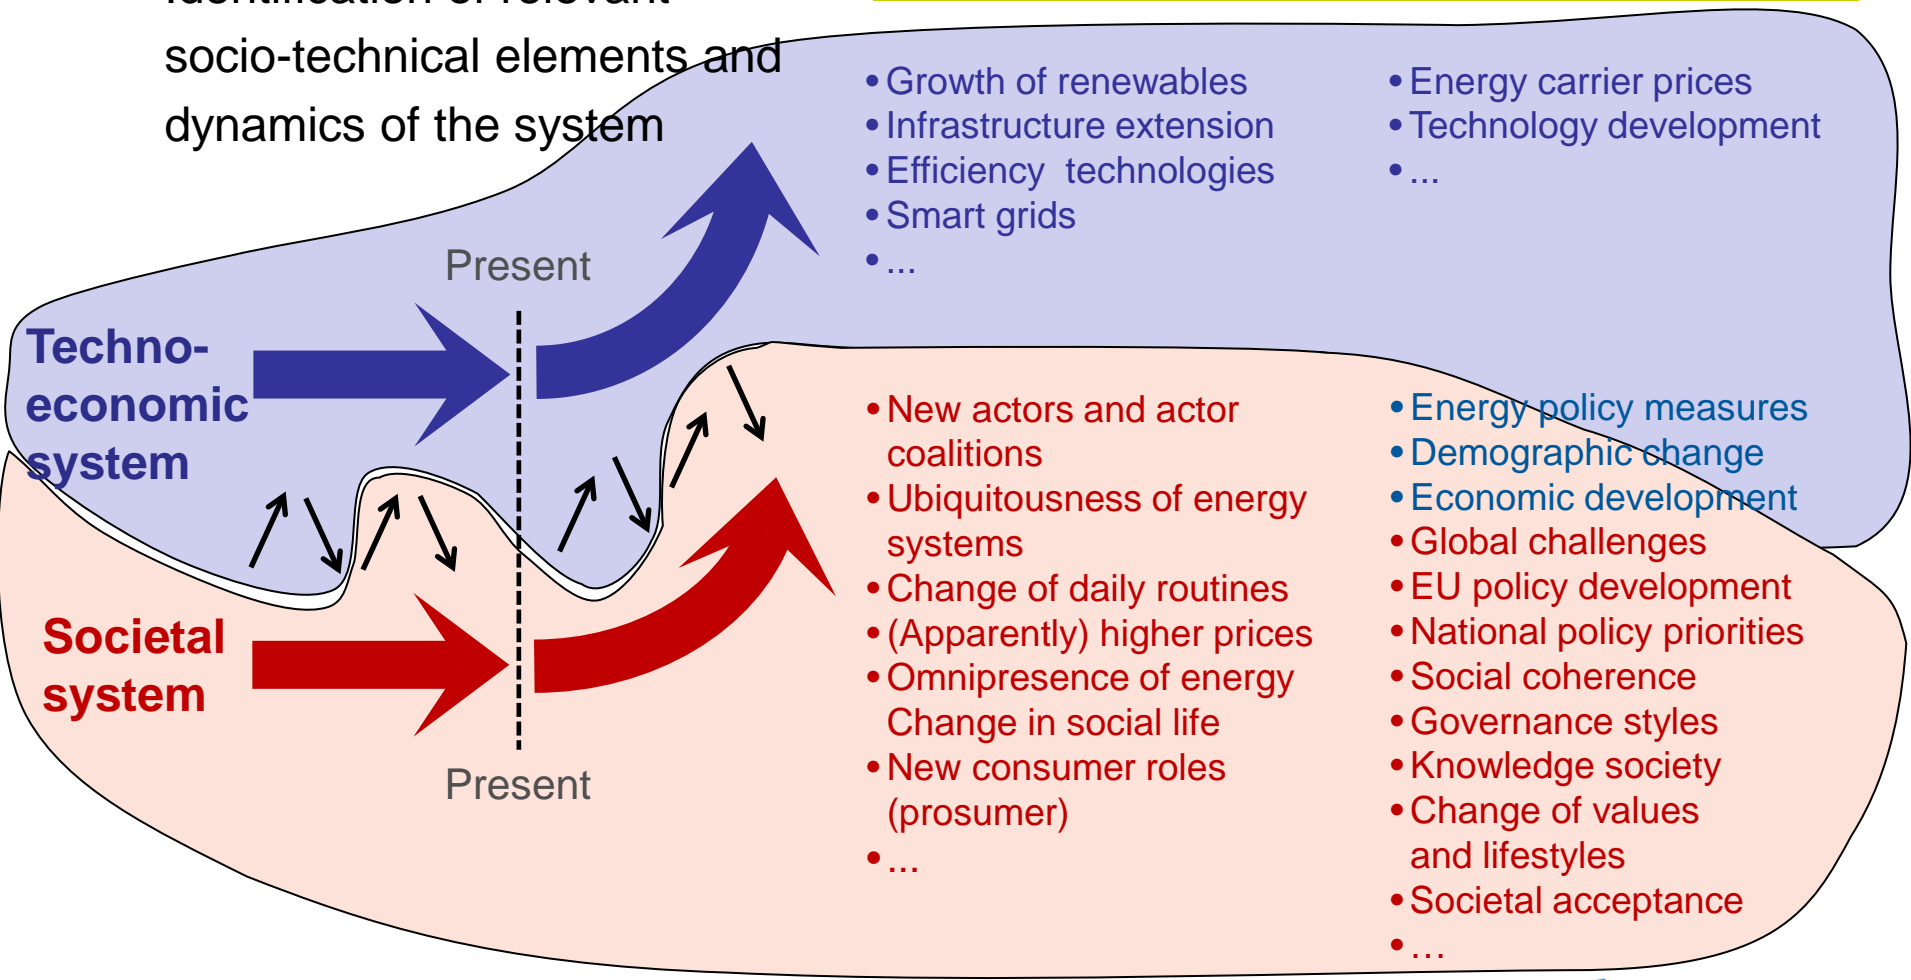 Identification of relevant
socio-technical elements and
dynamics of the system
• Growth of renewables
• Infrastructure extension
• Efficiency technologies
• Smart grids
• ...
• Energy carrier prices
• Technology development
• ...
Present
Techno-
economic
system
• New actors and actor
coalitions
• Ubiquitousness of energy
systems
• Change of daily routines
• (Apparently) higher prices
• Omnipresence of energy
Change in social life
• New consumer roles
(prosumer)
• ...
• Energy policy measures
• Demographic change
• Economic development
• Global challenges
• EU policy development
• National policy priorities
• Social coherence
• Governance styles
• Knowledge society
• Change of values
and lifestyles
• Societal acceptance
• ...
Societal
system
Present